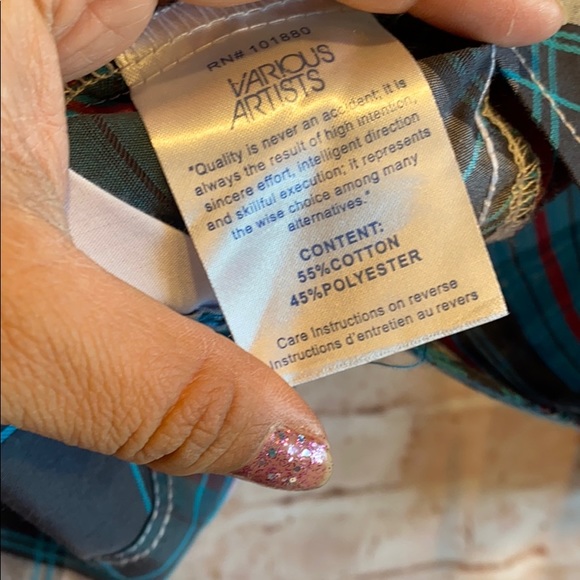 RN# 101880
VARIOUS
ARTISTS
"Quality is never an accident; it is
always the result of high intention,
sincere effort, intelligent direction
and skillful execution; it represents
the wise choice among many
alternatives."
CONTENT:
55%COTTON
45%POLYESTER
Care Instructions on reverse
Instructions d'entretien au revers